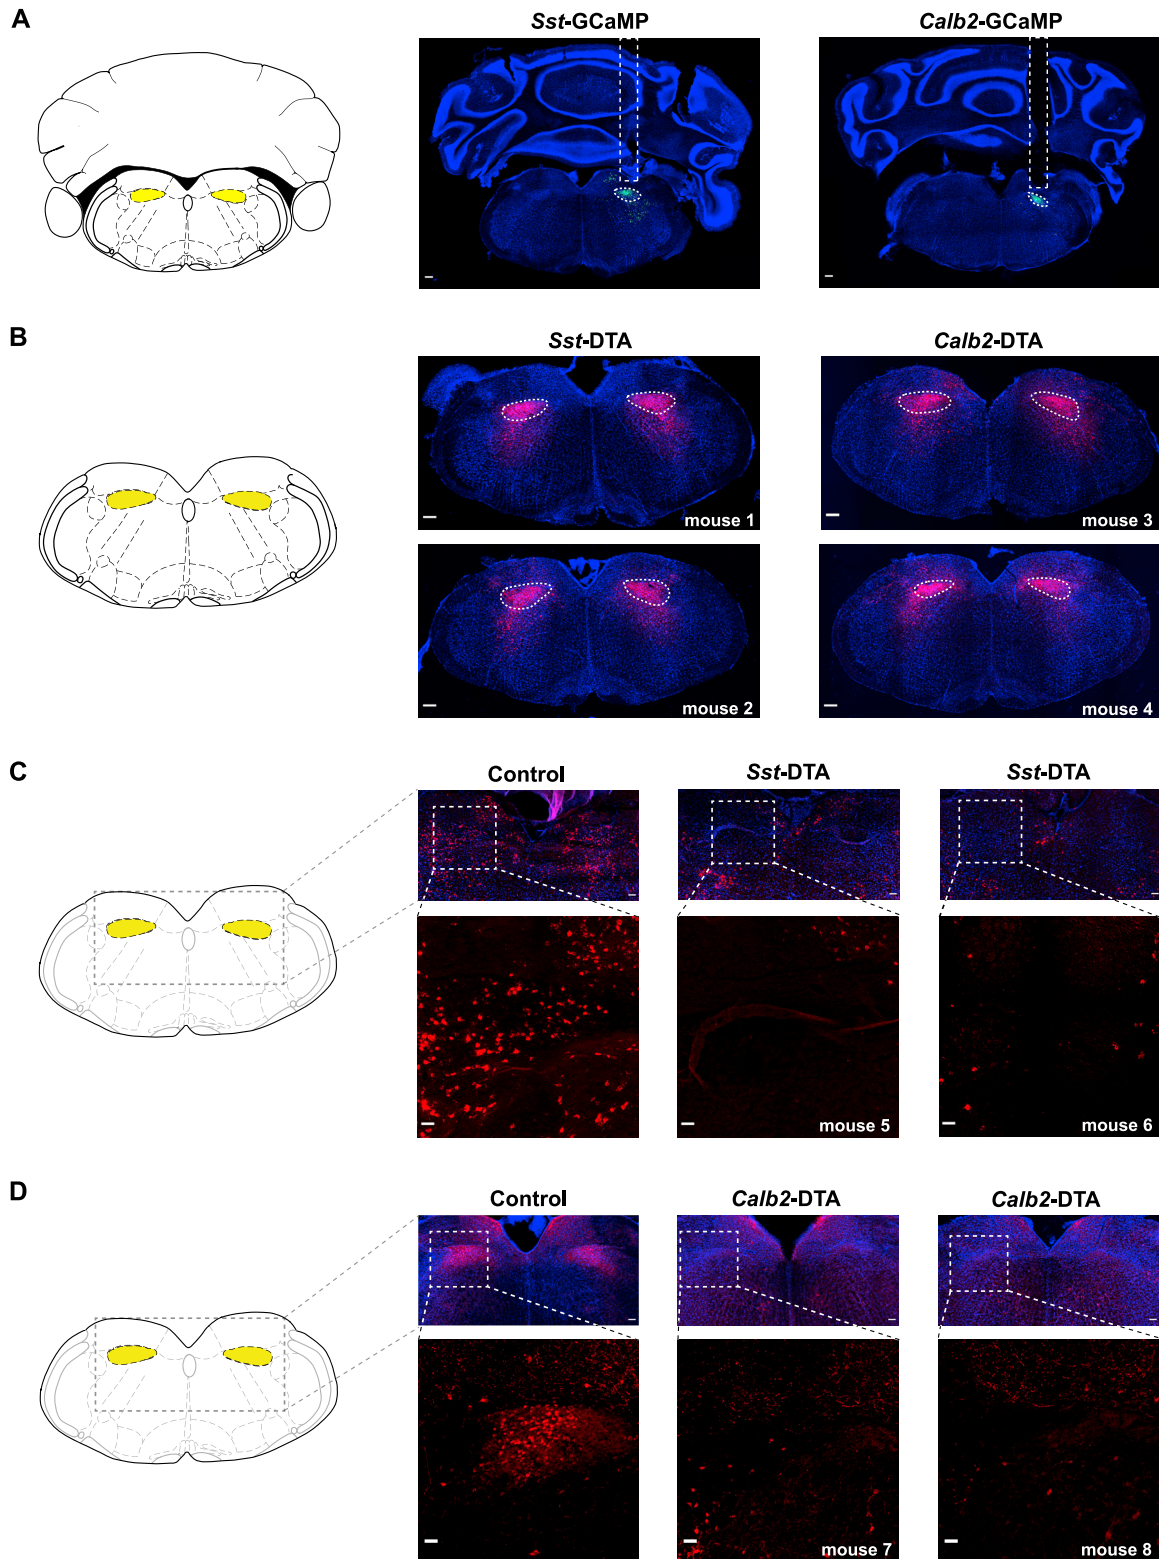 A
Sst-GCaMP
Calb2-GCaMP
B
Sst-DTA
Calb2-DTA
mouse 1
mouse 3
mouse 2
mouse 4
C
Control
Sst-DTA
Sst-DTA
mouse 5
mouse 6
D
Control
Calb2-DTA
Calb2-DTA
mouse 7
mouse 8